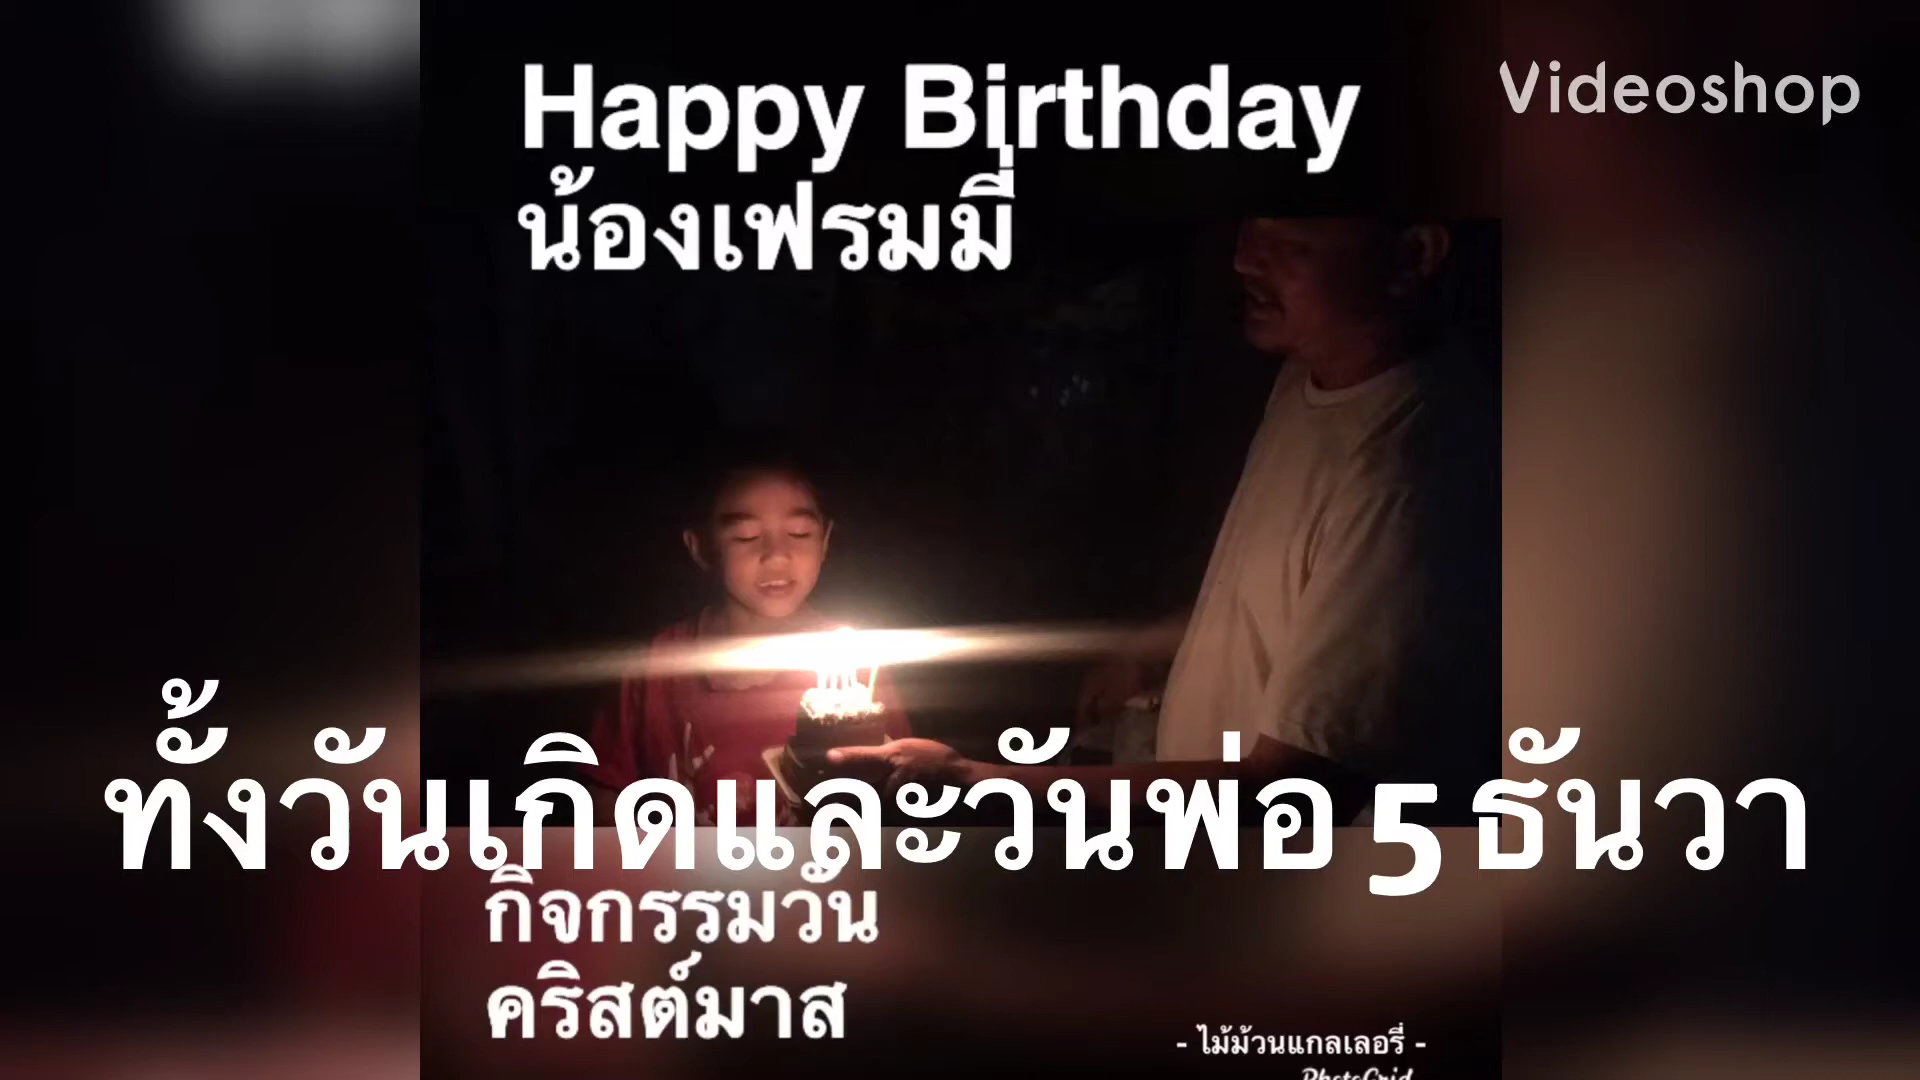 Happy Birthday
Videoshop
น้องเฟรมมี่
ทั้งวันเกิดและวันพ่อ 5 ธันวา
กิจกรรมวัน
คริสต์มาส
- ไม้ม้วนแกลเลอรี่ -
PhotoGrid